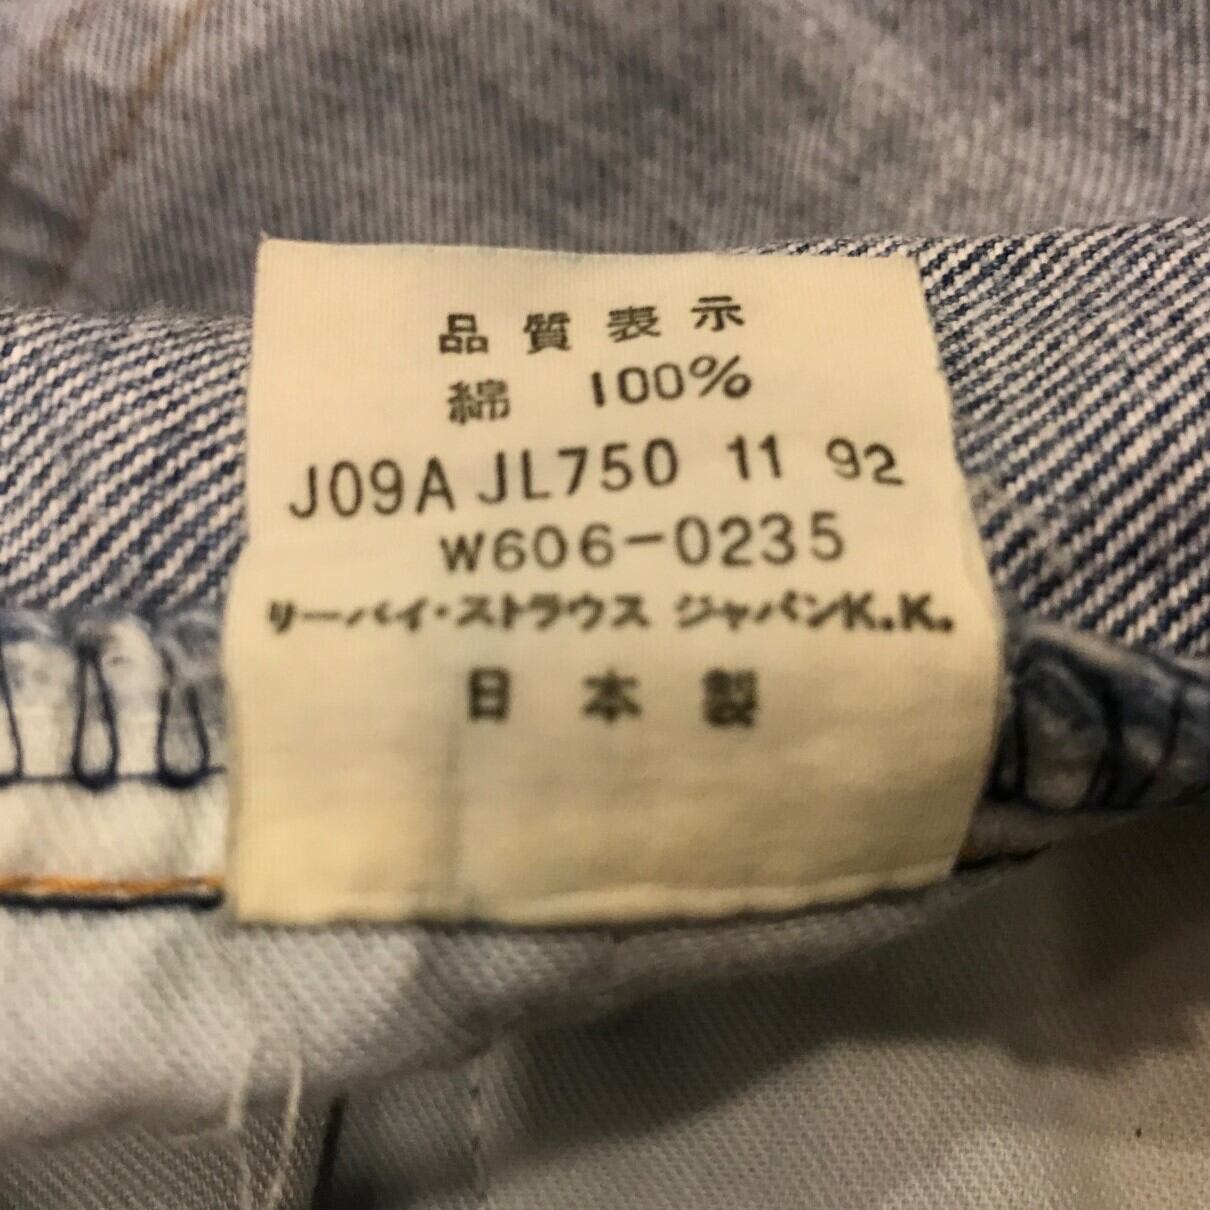 品質表示
綿 100%
J09A JL750 11 92
W606-0235
リーバイ・ストラウス ジャパンK.K.
日本製